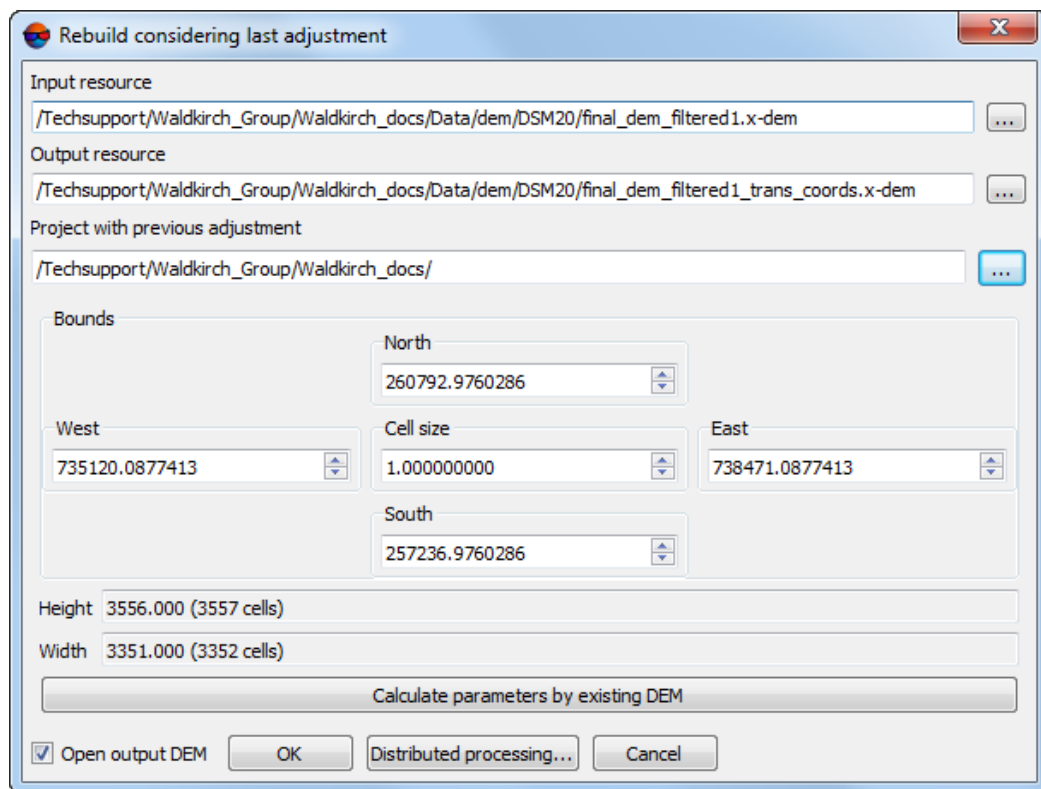 Rebuild considering last adjustment
Input resource
/Techsupport/Waldkirch_Group/Waldkirch_docs/Data/dem/DSM20/final_dem_filtered1.x-dem
...
Output resource
/Techsupport/Waldkirch_Group/Waldkirch_docs/Data/dem/DSM20/final_dem_filtered1_trans_coords.x-dem
...
Project with previous adjustment
/Techsupport/Waldkirch_Group/Waldkirch_docs/
...
Bounds
North
260792.9760286
West Cell size East
735120.0877413 1.000000000 738471.0877413
South
257236.9760286
Height 3556.000 (3557 cells)
Width 3351.000 (3352 cells)
Calculate parameters by existing DEM
Open output DEM OK Distributed processing... Cancel